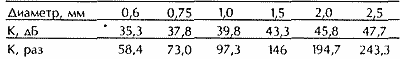 Диаметр, мм 0,6 0,75 1,0 1,5 2,0 2,5
К, дБ 35,3 37,8 39,8 43,3 45,8 47,7
К, раз 58,4 73,0 97,3 146 194,7 243,3